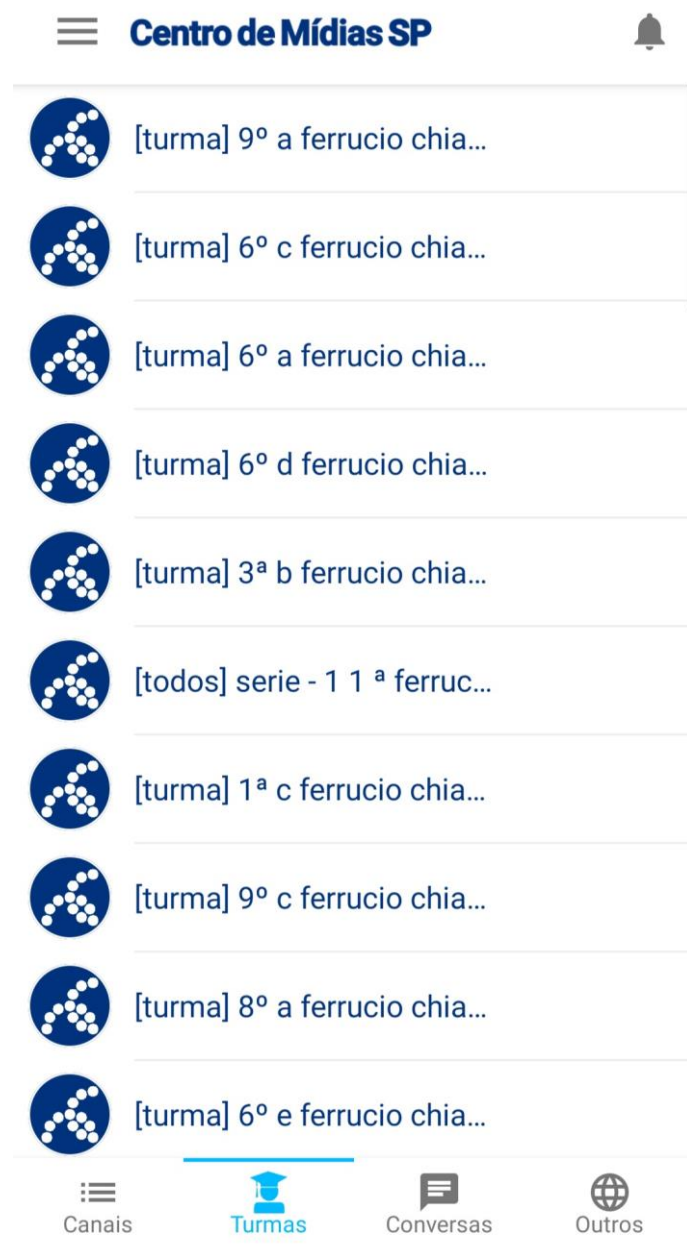 Centro de Mídias SP
[turma] 9º a ferrucio chia...
[turma] 6º c ferrucio chia...
[turma] 6º a ferrucio chia...
[turma] 6º d ferrucio chia...
[turma] 3ª b ferrucio chia...
[todos] serie - 1 1 ª ferruc...
[turma] 1ª c ferrucio chia...
[turma] 9º c ferrucio chia...
[turma] 8º a ferrucio chia...
[turma] 6º e ferrucio chia...
Canais Turmas Conversas Outros